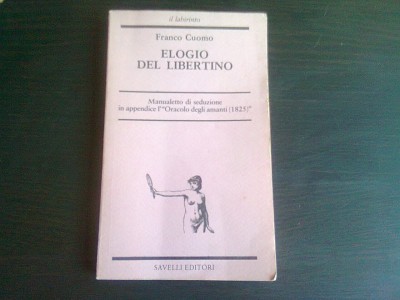 il labirinto
Franco Cuomo
ELOGIO
DEL LIBERTINO
Manualetto di seduzione
in appendice l'"Oracolo degli amanti (1825)"
SAVELLI EDITORI